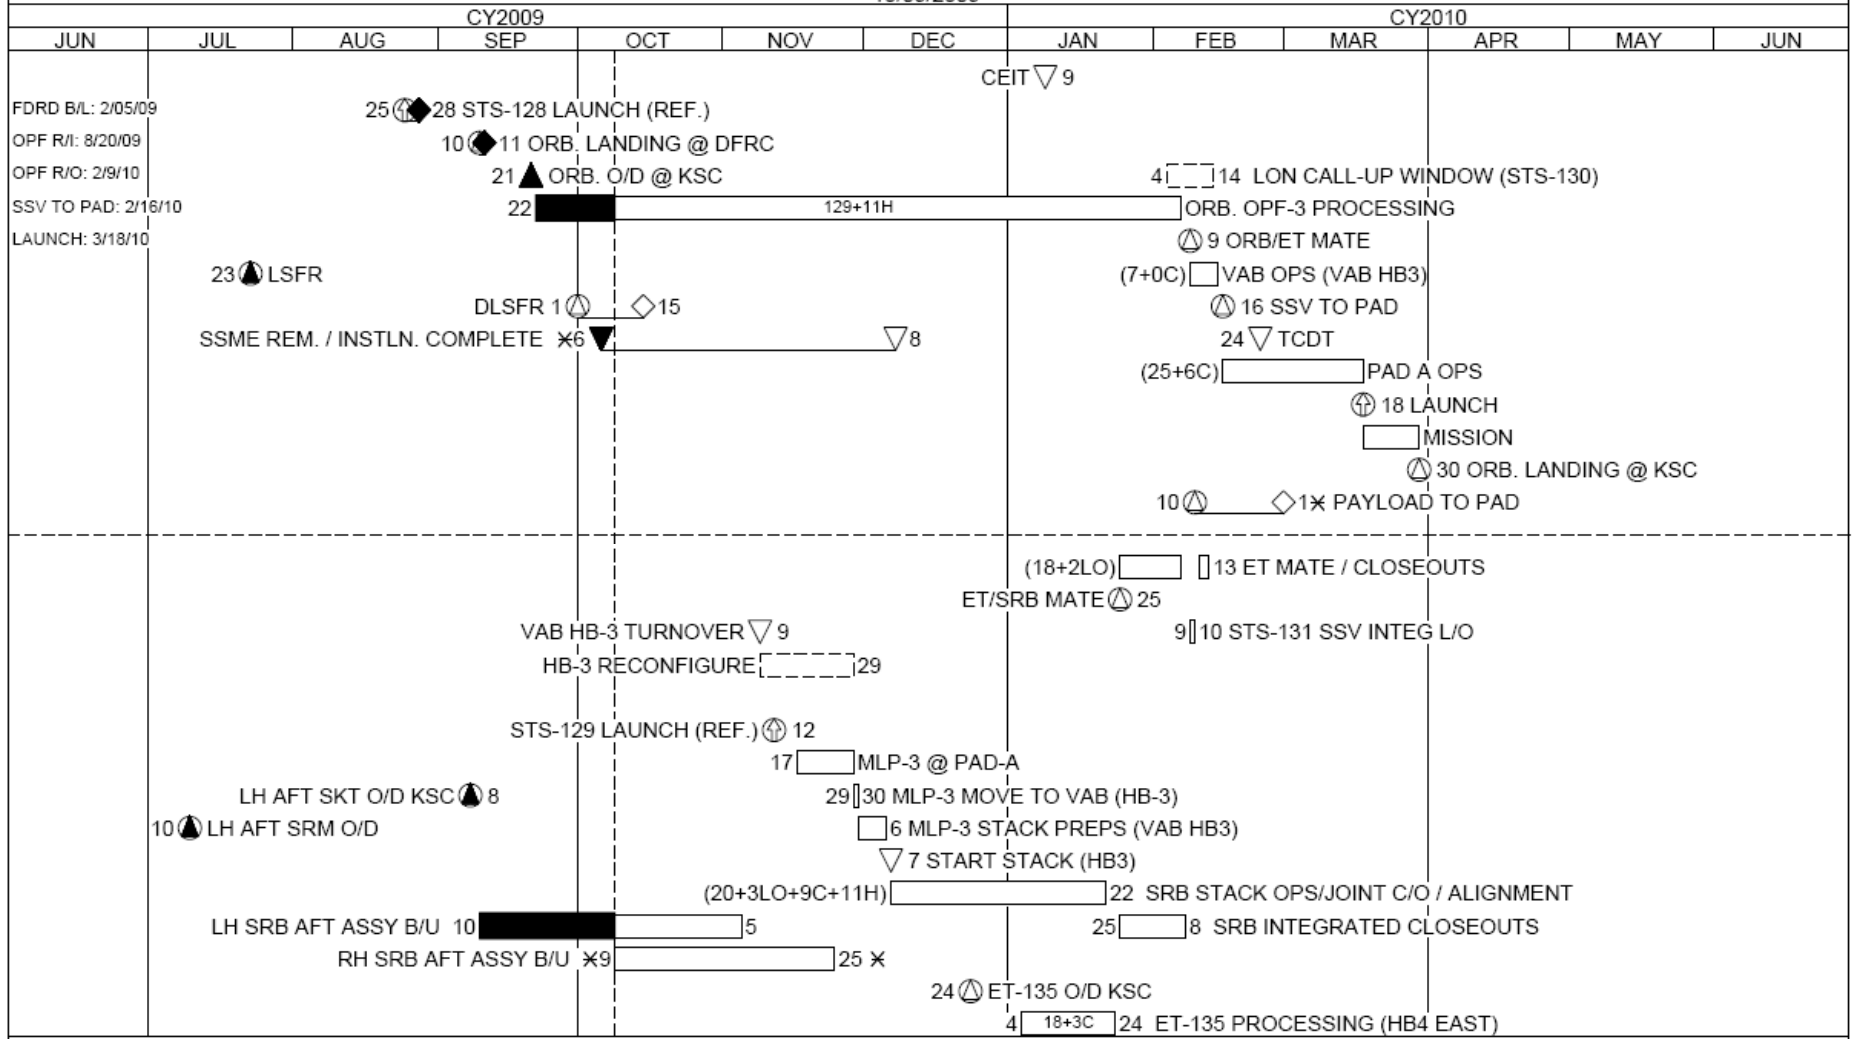 CY2009 CY2010
JUN JUL AUG SEP OCT NOV DEC JAN FEB MAR APR MAY JUN
CEIT 9
FDRD B/L: 2/05/09 25 28 STS-128 LAUNCH (REF.)
OPF R/I: 8/20/09 10 11 ORB. LANDING @ DFRC
OPF R/O: 2/9/10 21 ORB. O/D @ KSC 4 14 LON CALL-UP WINDOW (STS-130)
SSV TO PAD: 2/16/10 22 129+11H ORB. OPF-3 PROCESSING
LAUNCH: 3/18/10 9 ORB/ET MATE
23 LSFR (7+0C) VAB OPS (VAB HB3)
DLSFR 1 15 16 SSV TO PAD
SSME REM. / INSTLN. COMPLETE 6 8 24 TCDT
(25+6C) PAD A OPS
18 LAUNCH
MISSION
30 ORB. LANDING @ KSC
10 1 PAYLOAD TO PAD
(18+2LO) 13 ET MATE / CLOSEOUTS
ET/SRB MATE 25
VAB HB-3 TURNOVER 9 9 10 STS-131 SSV INTEG L/O
HB-3 RECONFIGURE 29
STS-129 LAUNCH (REF.) 12
17 MLP-3 @ PAD-A
LH AFT SKT O/D KSC 8 29 30 MLP-3 MOVE TO VAB (HB-3)
10 LH AFT SRM O/D 6 MLP-3 STACK PREPS (VAB HB3)
7 START STACK (HB3)
(20+3LO+9C+11H) 22 SRB STACK OPS/JOINT C/O / ALIGNMENT
LH SRB AFT ASSY B/U 10 5 25 8 SRB INTEGRATED CLOSEOUTS
RH SRB AFT ASSY B/U 9 25
24 ET-135 O/D KSC
4 18+3C 24 ET-135 PROCESSING (HB4 EAST)